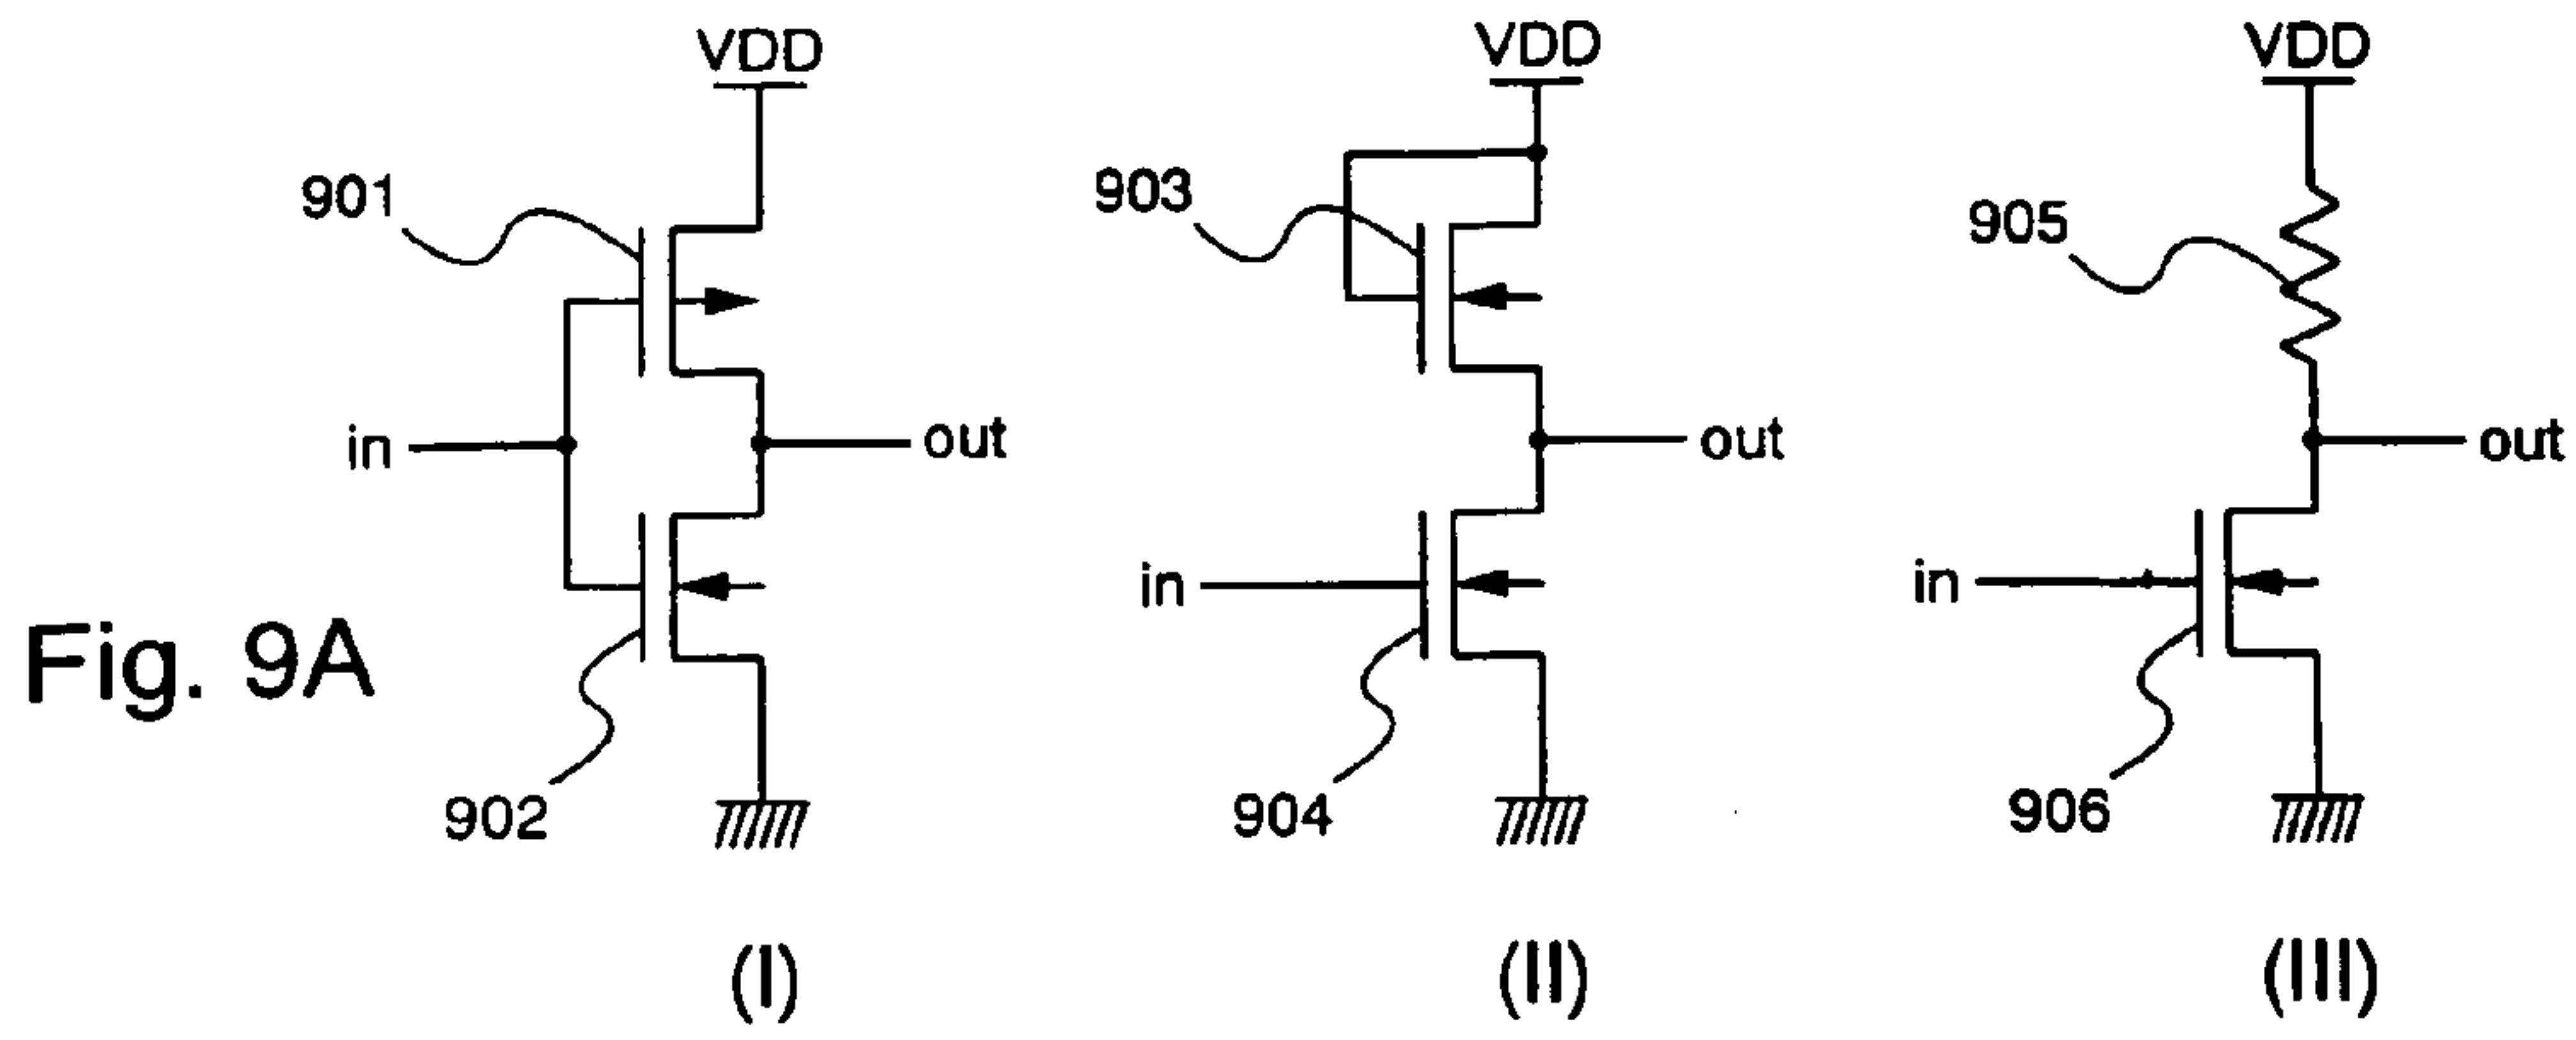 VDD VDD VDD
901 903 905
in out out out
in in
Fig. 9A
902 904 906
(I) (II) (III)